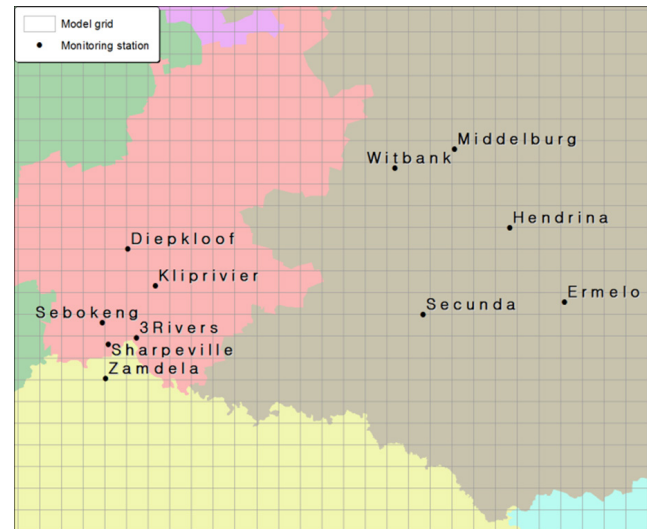 Model grid
Monitoring station
Middelburg
Witbank
Hendrina
Diepkloof
Kliprivier
Ermelo
Secunda
Sebokeng
3Rivers
Sharpeville
Zamdela